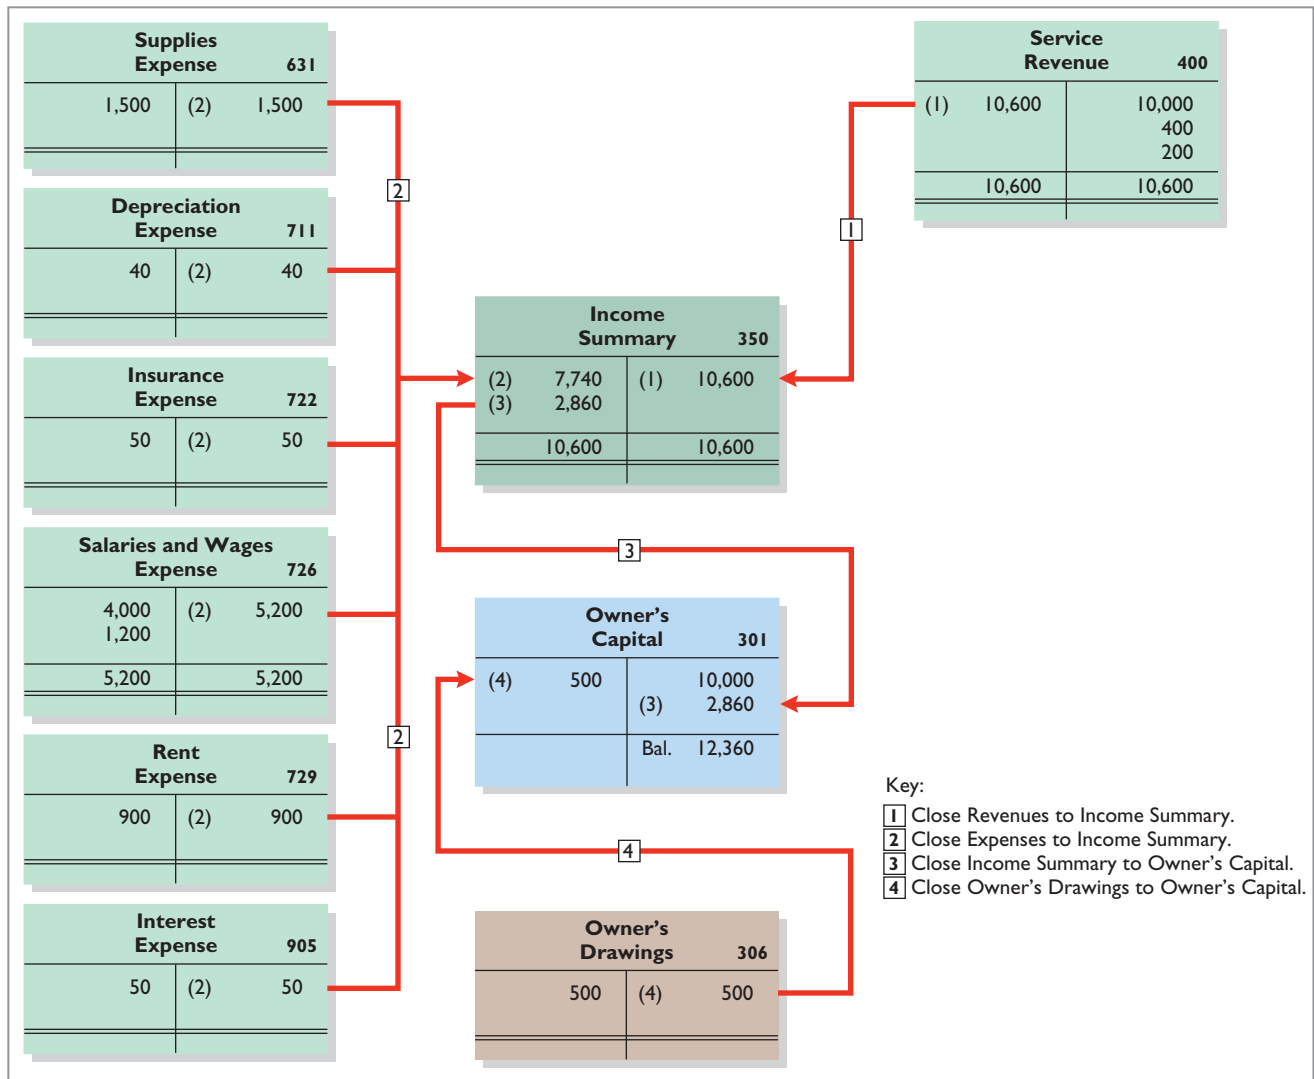 Supplies
Expense 631
1,500 (2) 1,500
Depreciation
Expense 711
40 (2) 40
Insurance
Expense 722
50 (2) 50
Salaries and Wages
Expense 726
4,000 (2) 5,200
1,200
5,200 5,200
Rent
Expense 729
900 (2) 900
Interest
Expense 905
50 (2) 50
2
2
Service
Revenue 400
(1) 10,600 10,000
400
200
10,600 10,600
1
Income
Summary 350
(2) 7,740 (1) 10,600
(3) 2,860
10,600 10,600
3
Owner's
Capital 301
(4) 500 10,000
(3) 2,860
Bal. 12,360
4
Owner's
Drawings 306
500 (4) 500
Key:
1 Close Revenues to Income Summary.
2 Close Expenses to Income Summary.
3 Close Income Summary to Owner's Capital.
4 Close Owner's Drawings to Owner's Capital.